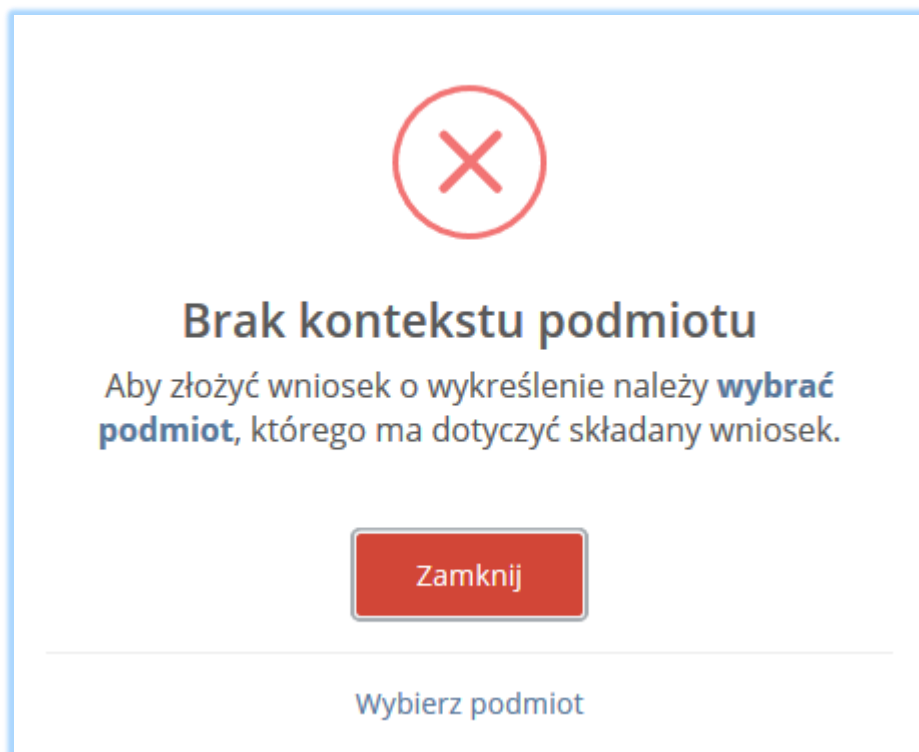 Brak kontekstu podmiotu
Aby złożyć wniosek o wykreślenie należy wybrać
podmiot, którego ma dotyczyć składany wniosek.
Zamknij
Wybierz podmiot